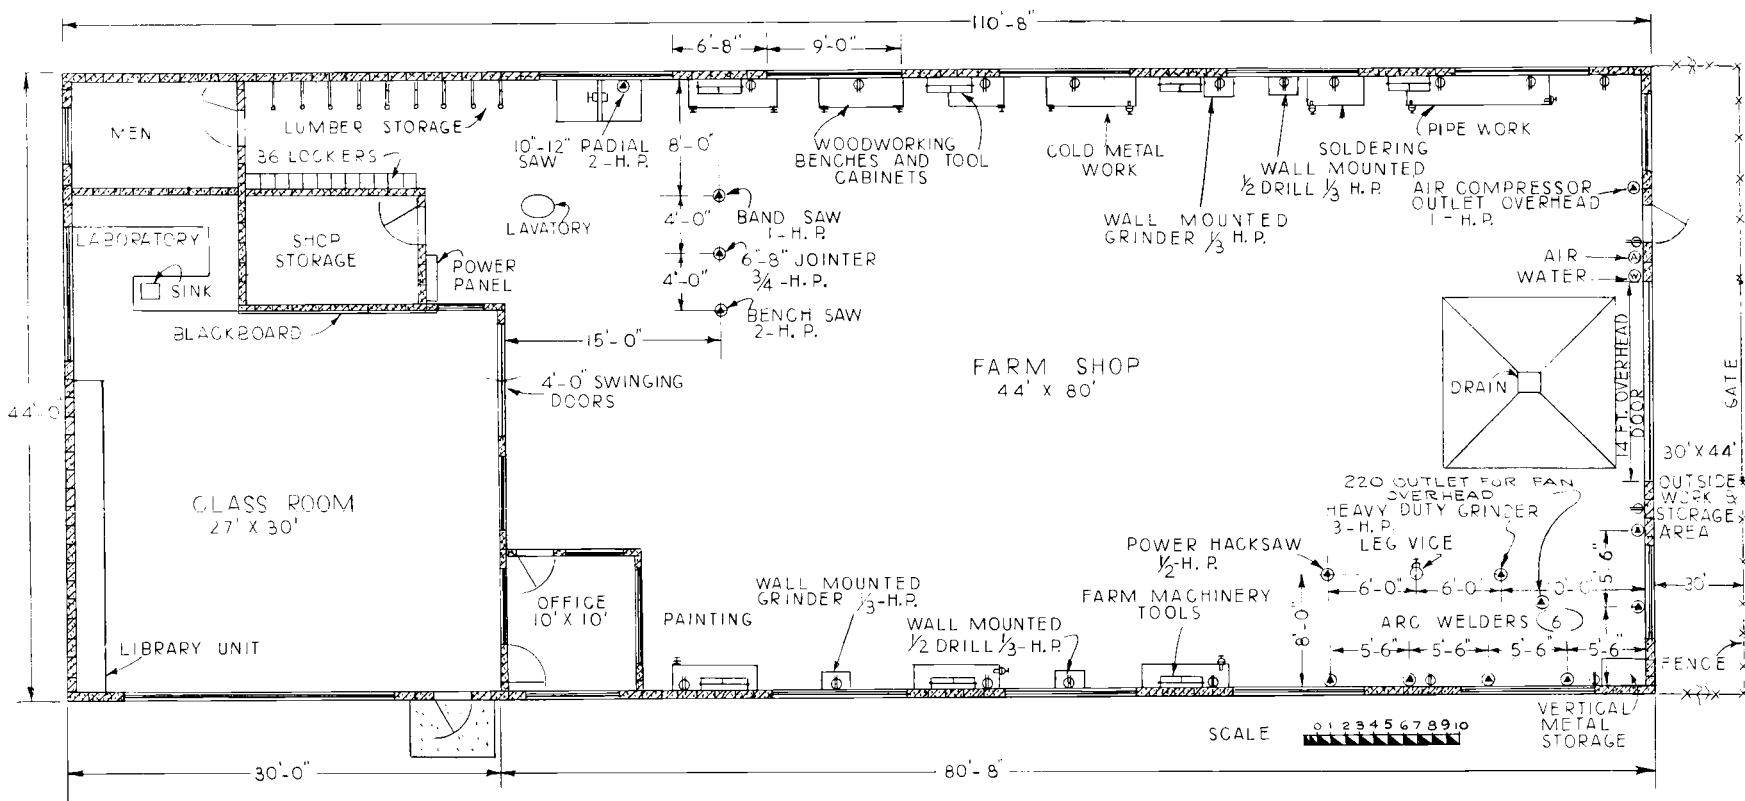 110'-8"
6'-8"
9'-0"
MEN
LUMBER STORAGE
36 LOCKERS
10"-12" RADIAL
SAW 2-H.P.
8'-0"
WOODWORKING
BENCHES AND TOOL
CABINETS
COLD METAL
WORK
WALL MOUNTED
GRINDER 1/3 H.P.
SOLDERING
WALL MOUNTED
1/2 DRILL 1/3 H.P.
PIPE WORK
AIR COMPRESSOR
OUTLET OVERHEAD
1-H.P.
LABORATORY
SINK
SHOP
STORAGE
POWER
PANEL
LAVATORY
4'-0"
BAND SAW
1-H.P.
4'-0"
6"-8" JOINTER
3/4-H.P.
BENCH SAW
2-H.P.
AIR
WATER
BLACKBOARD
15'-0"
4'-0" SWINGING
DOORS
FARM SHOP
44' X 80'
DRAIN
14 FT. OVERHEAD
DOOR
GATE
44'-0"
CLASS ROOM
27' X 30'
30' X 44'
OUTSIDE
WORK &
STORAGE
AREA
220 OUTLET FOR FAN
OVERHEAD
HEAVY DUTY GRINDER
3-H.P.
LEG VICE
POWER HACKSAW
1/2-H.P.
6'-0"
6'-0"
10'-0"
5'-6"
30'
OFFICE
10' X 10'
PAINTING
WALL MOUNTED
GRINDER 1/3-H.P.
WALL MOUNTED
1/2 DRILL 1/3-H.P.
FARM MACHINERY
TOOLS
8'-0"
ARC WELDERS (6)
5'-6"
5'-6"
5'-6"
5'-6"
FENCE
LIBRARY UNIT
VERTICAL
METAL
STORAGE
SCALE
0 1 2 3 4 5 6 7 8 9 10
30'-0"
80'-8"